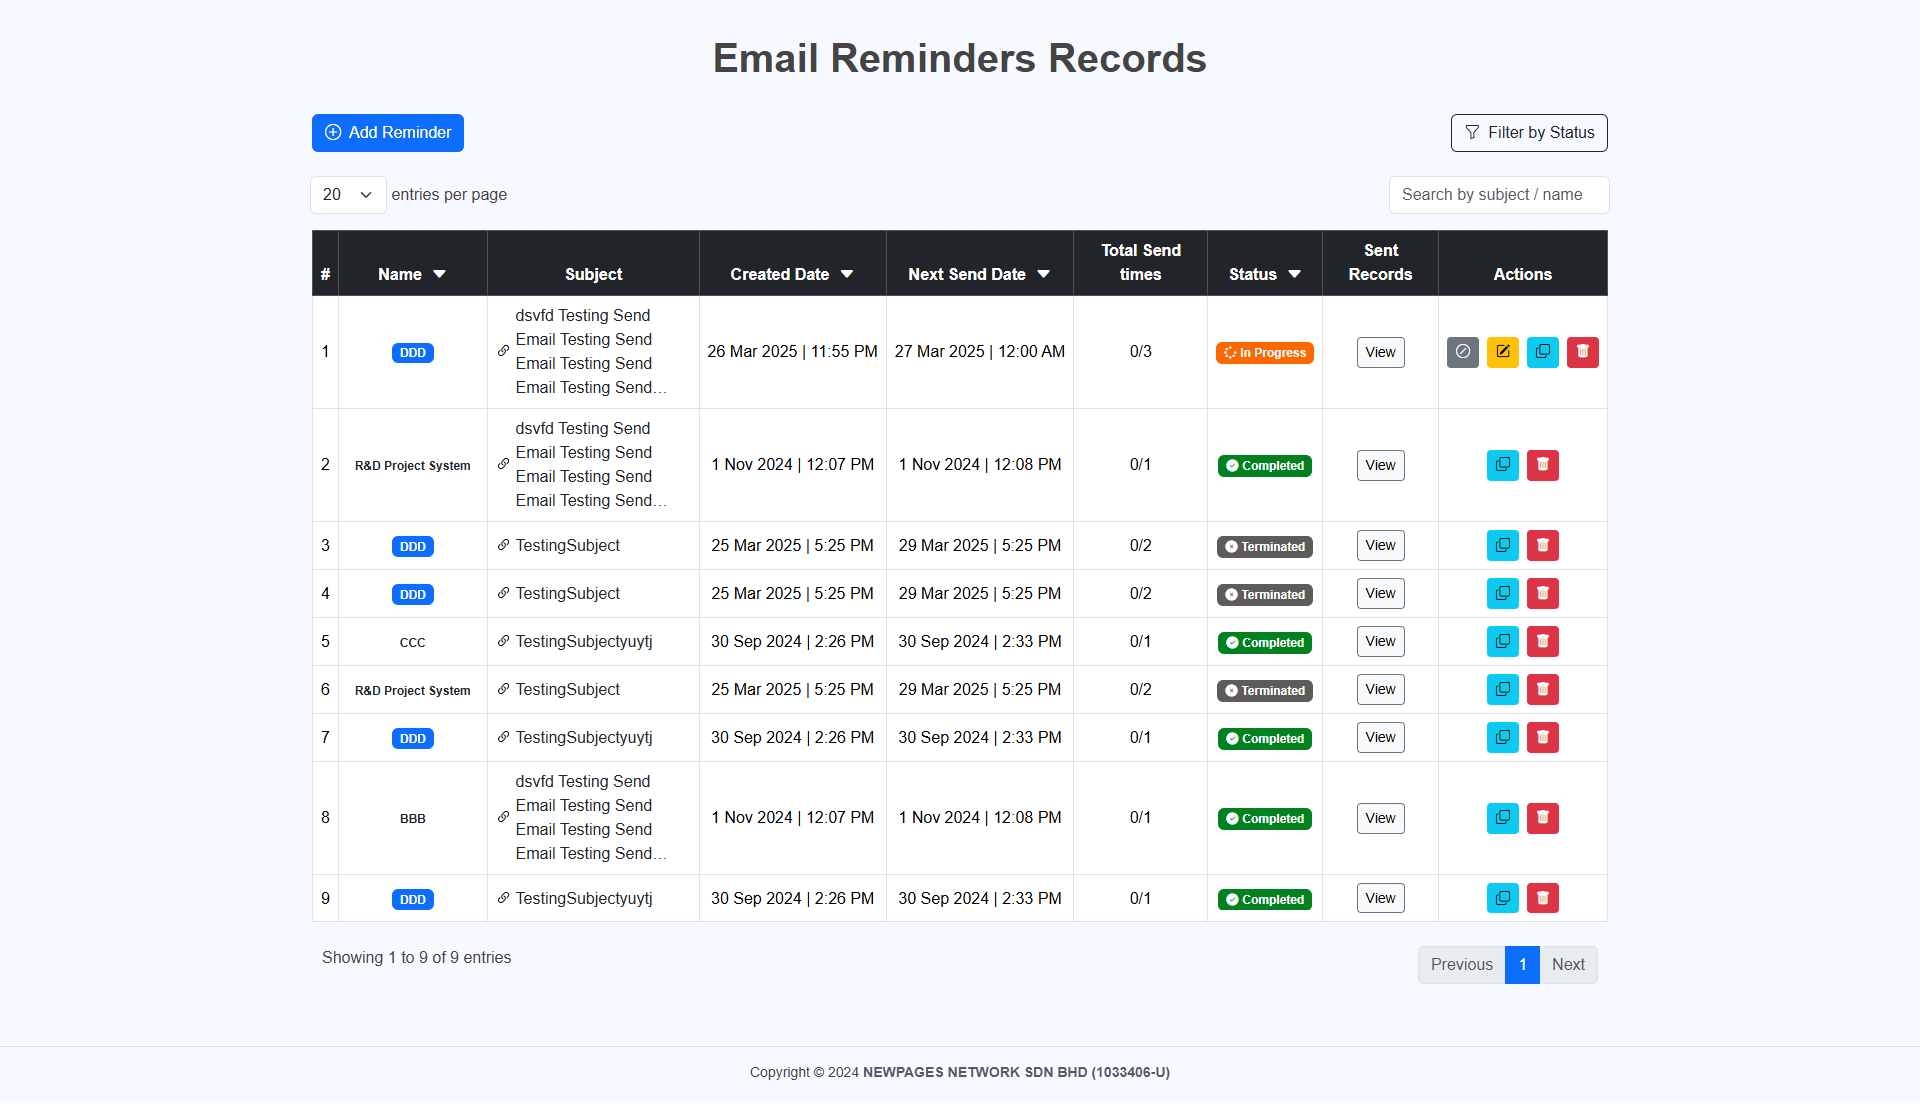 Email Reminders Records
Add Reminder
Filter by Status
20 entries per page
Search by subject / name
# Name Subject Created Date Next Send Date Total Send times Status Sent Records Actions
1 DDD dsvfd Testing Send
Email Testing Send
Email Testing Send
Email Testing Send... 26 Mar 2025 | 11:55 PM 27 Mar 2025 | 12:00 AM 0/3 In Progress View
2 R&D Project System dsvfd Testing Send
Email Testing Send
Email Testing Send
Email Testing Send... 1 Nov 2024 | 12:07 PM 1 Nov 2024 | 12:08 PM 0/1 Completed View
3 DDD TestingSubject 25 Mar 2025 | 5:25 PM 29 Mar 2025 | 5:25 PM 0/2 Terminated View
4 DDD TestingSubject 25 Mar 2025 | 5:25 PM 29 Mar 2025 | 5:25 PM 0/2 Terminated View
5 CCC TestingSubjectyuytj 30 Sep 2024 | 2:26 PM 30 Sep 2024 | 2:33 PM 0/1 Completed View
6 R&D Project System TestingSubject 25 Mar 2025 | 5:25 PM 29 Mar 2025 | 5:25 PM 0/2 Terminated View
7 DDD TestingSubjectyuytj 30 Sep 2024 | 2:26 PM 30 Sep 2024 | 2:33 PM 0/1 Completed View
8 BBB dsvfd Testing Send
Email Testing Send
Email Testing Send
Email Testing Send... 1 Nov 2024 | 12:07 PM 1 Nov 2024 | 12:08 PM 0/1 Completed View
9 DDD TestingSubjectyuytj 30 Sep 2024 | 2:26 PM 30 Sep 2024 | 2:33 PM 0/1 Completed View
Showing 1 to 9 of 9 entries
Previous 1 Next
Copyright © 2024 NEWPAGES NETWORK SDN BHD (1033406-U)